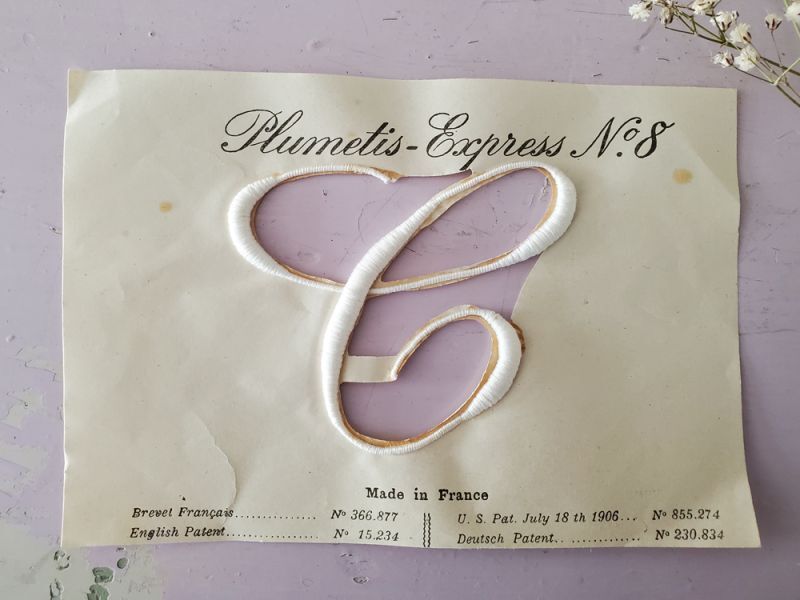 Plumetis-Express No. 8
C
Made in France
Brevet Français............... No 366.877
English Patent................. No 15.234
U. S. Pat. July 18 th 1906... No 855.274
Deutsch Patent.. ............... No 230.834